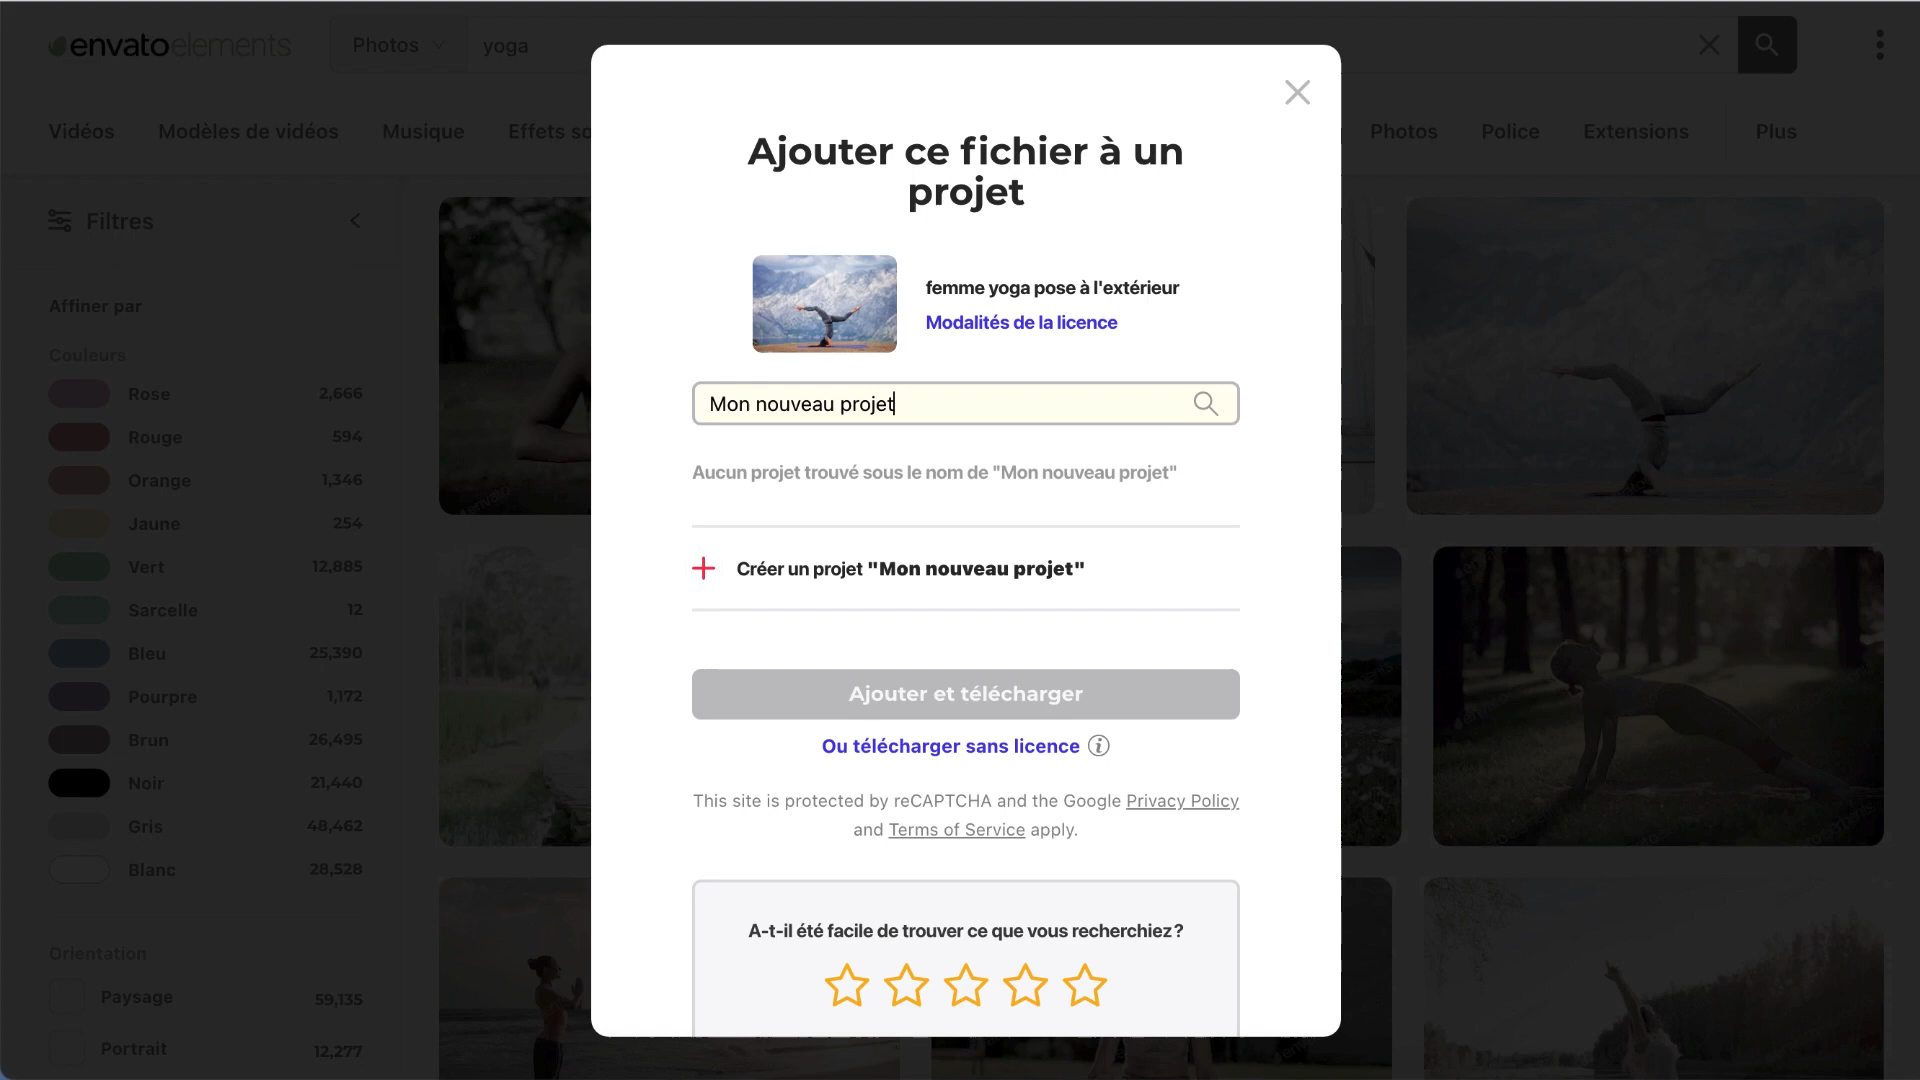 envato elements
Photos
yoga
Vidéos
Modèles de vidéos
Musique
Effets so
Photos
Police
Extensions
Plus
Filtres
Affiner par
Couleurs
Rose 2,666
Rouge 594
Orange 1,346
Jaune 254
Vert 12,885
Sarcelle 12
Bleu 25,390
Pourpre 1,172
Brun 26,495
Noir 21,440
Gris 48,462
Blanc 28,528
Orientation
Paysage 59,135
Portrait 12,277
Ajouter ce fichier à un
projet
femme yoga pose à l'extérieur
Modalités de la licence
Mon nouveau projet
Aucun projet trouvé sous le nom de "Mon nouveau projet"
Créer un projet "Mon nouveau projet"
Ajouter et télécharger
Ou télécharger sans licence
This site is protected by reCAPTCHA and the Google Privacy Policy
and Terms of Service apply.
A-t-il été facile de trouver ce que vous recherchiez?